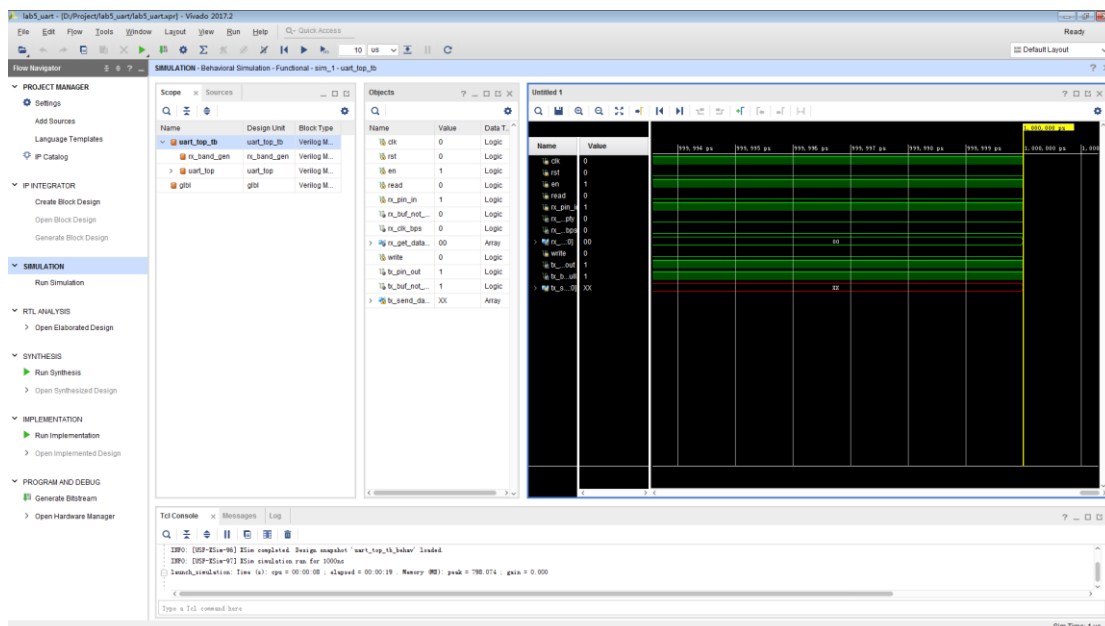 lab5_uart - [D:/Project/lab5_uart/lab5_uart.xpr] - Vivado 2017.2
File Edit Flow Tools Window Layout View Run Help Quick Access
Ready
10 us
Default Layout
Flow Navigator
SIMULATION - Behavioral Simulation - Functional - sim_1 - uart_top_tb
PROJECT MANAGER
Settings
Add Sources
Language Templates
IP Catalog
IP INTEGRATOR
Create Block Design
Open Block Design
Generate Block Design
SIMULATION
Run Simulation
RTL ANALYSIS
Open Elaborated Design
SYNTHESIS
Run Synthesis
Open Synthesized Design
IMPLEMENTATION
Run Implementation
Open Implemented Design
PROGRAM AND DEBUG
Generate Bitstream
Open Hardware Manager
Scope Sources
Name Design Unit Block Type
uart_top_tb uart_top_tb Verilog M...
rx_band_gen rx_band_gen Verilog M...
uart_top uart_top Verilog M...
glbl glbl Verilog M...
Objects
Name Value Data T...
clk 0 Logic
rst 0 Logic
en 1 Logic
read 0 Logic
rx_pin_in 1 Logic
rx_buf_not_... 0 Logic
rx_clk_bps 0 Logic
rx_get_data... 00 Array
write 0 Logic
tx_pin_out 1 Logic
tx_buf_not_... 1 Logic
tx_send_da... XX Array
Untitled 1
1,000,000 ps
Name Value
999,994 ps 999,995 ps 999,996 ps 999,997 ps 999,998 ps 999,999 ps 1,000,000 ps 1,000
clk 0
rst 0
en 1
read 0
rx_pin_i 1
rx_...pty 0
rx_...bps 0
rx_...:0] 00 00
write 0
tx_...out 1
tx_b...ull 1
tx_s...:0] XX XX
Tcl Console Messages Log
INFO: [USF-XSim-96] XSim completed. Design snapshot 'uart_top_tb_behav' loaded.
INFO: [USF-XSim-97] XSim simulation ran for 1000ns
launch_simulation: Time (s): cpu = 00:00:08 ; elapsed = 00:00:19 . Memory (MB): peak = 798.074 ; gain = 0.000
Type a Tcl command here
Sim Time: 1 us